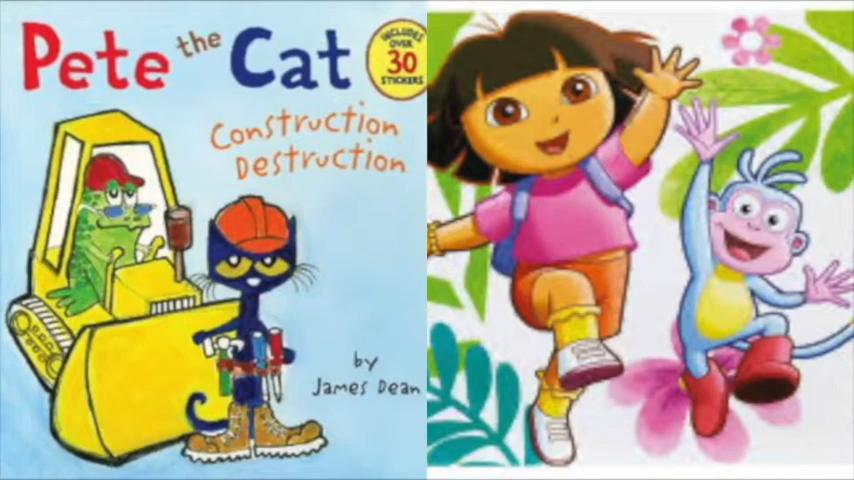 Pete the Cat
INCLUDES
OVER
30
STICKERS
Construction
Destruction
by
James Dean